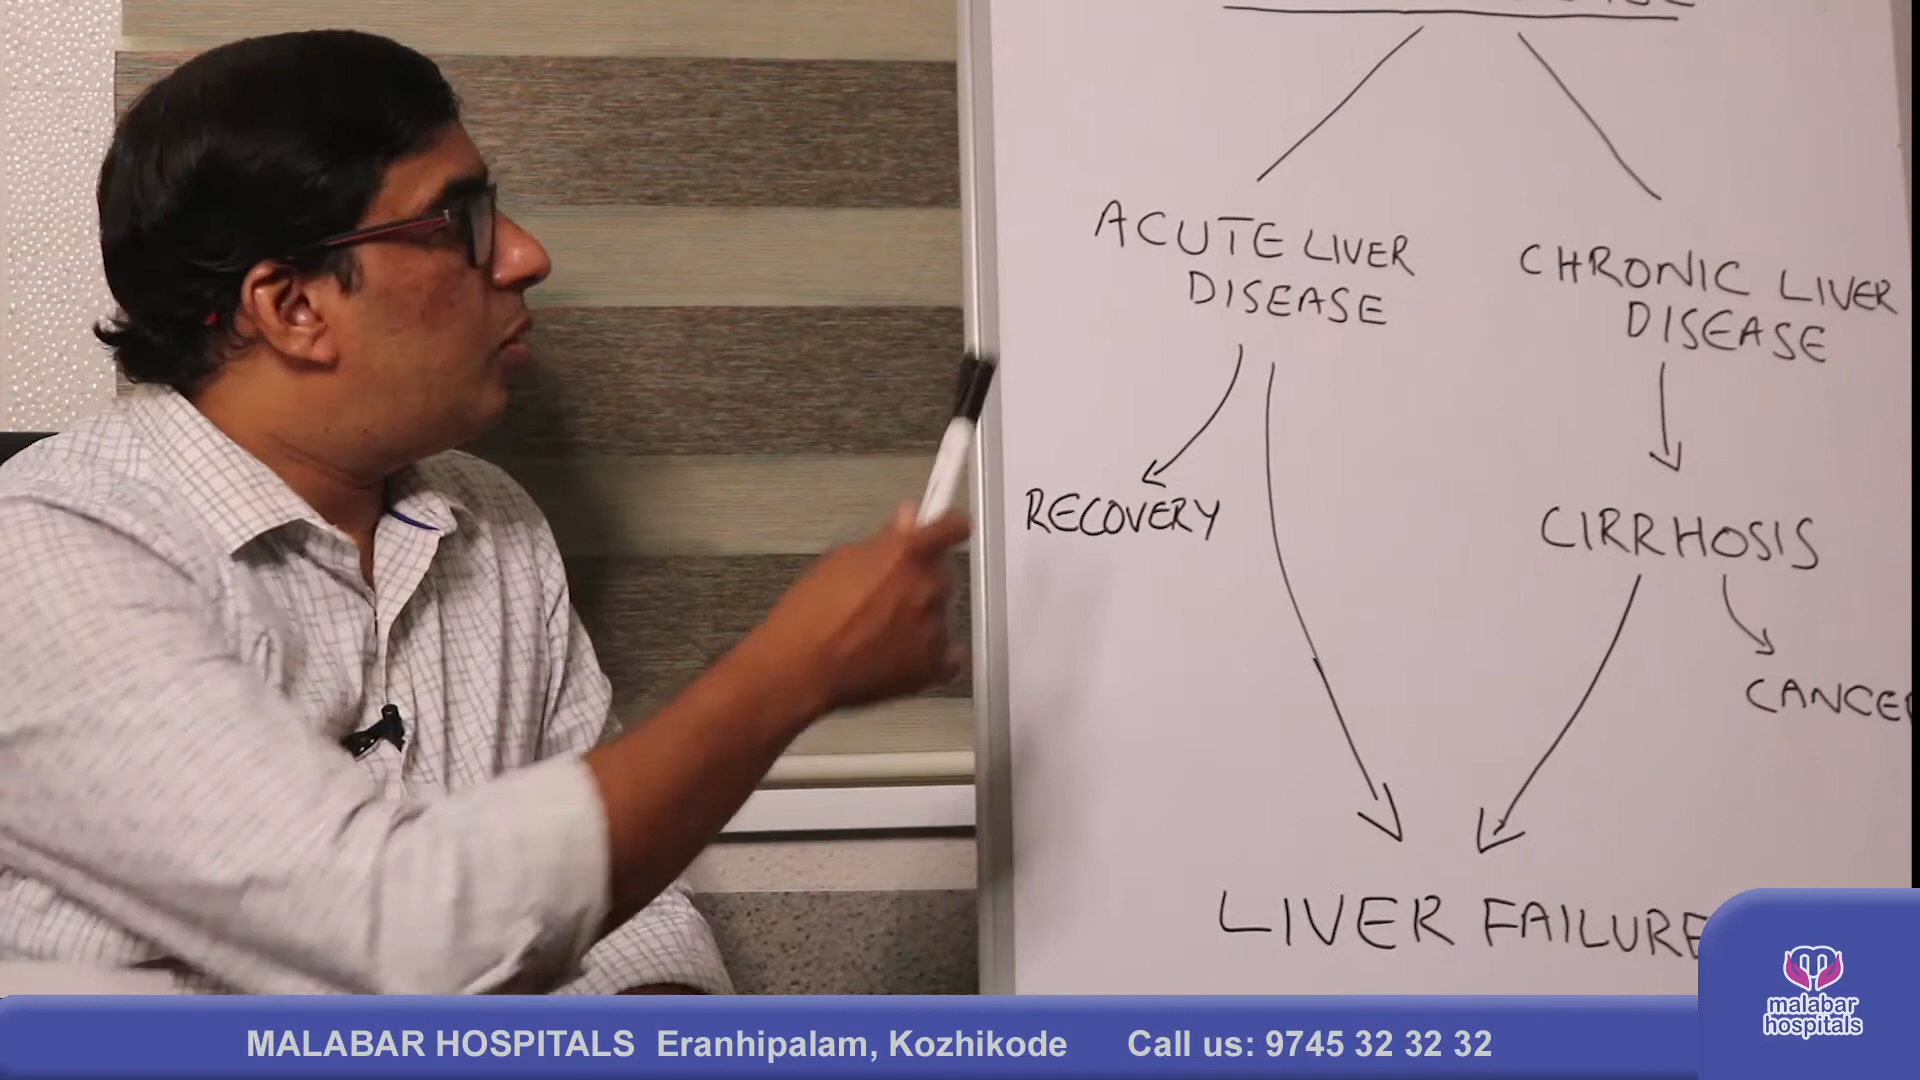 ACUTE LIVER
DISEASE
CHRONIC LIVER
DISEASE
RECOVERY
CIRRHOSIS
CANCE
LIVER FAILURE
malabar
hospitals
MALABAR HOSPITALS Eranhipalam, Kozhikode Call us: 9745 32 32 32